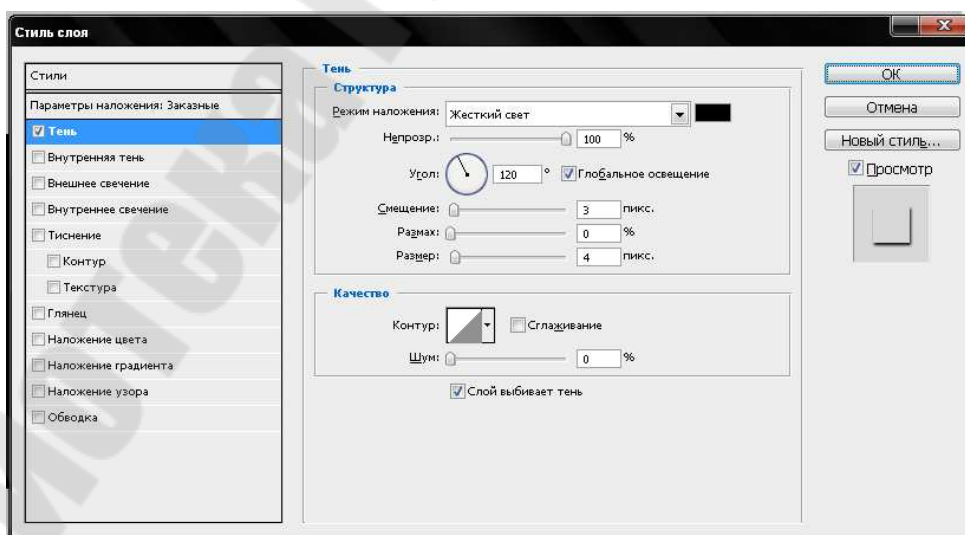 Стиль слоя
Стили
Параметры наложения: Заказные
Тень
Внутренняя тень
Внешнее свечение
Внутреннее свечение
Тиснение
Контур
Текстура
Глянец
Наложение цвета
Наложение градиента
Наложение узора
Обводка
Тень
Структура
Режим наложения: Жесткий свет
Непрозр.: 100 %
Угол: 120 ° Глобальное освещение
Смещение: 3 пикс.
Размах: 0 %
Размер: 4 пикс.
Качество
Контур: Сглаживание
Шум: 0 %
Слой выбивает тень
ОК
Отмена
Новый стиль...
Просмотр